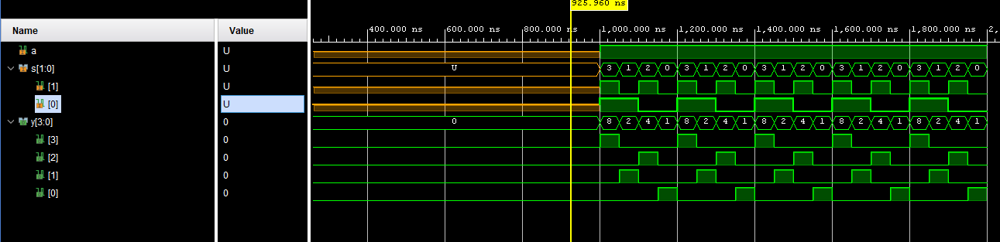 925.960 ns
Name Value
400.000 ns 600.000 ns 800.000 ns 1,000.000 ns 1,200.000 ns 1,400.000 ns 1,600.000 ns 1,800.000 ns 2,
a U
s[1:0] U U 3 1 2 0 3 1 2 0 3 1 2 0 3 1 2 0 3 1 2 0
[1] U
[0] U
y[3:0] 0 0 8 2 4 1 8 2 4 1 8 2 4 1 8 2 4 1 8 2 4 1
[3] 0
[2] 0
[1] 0
[0] 0